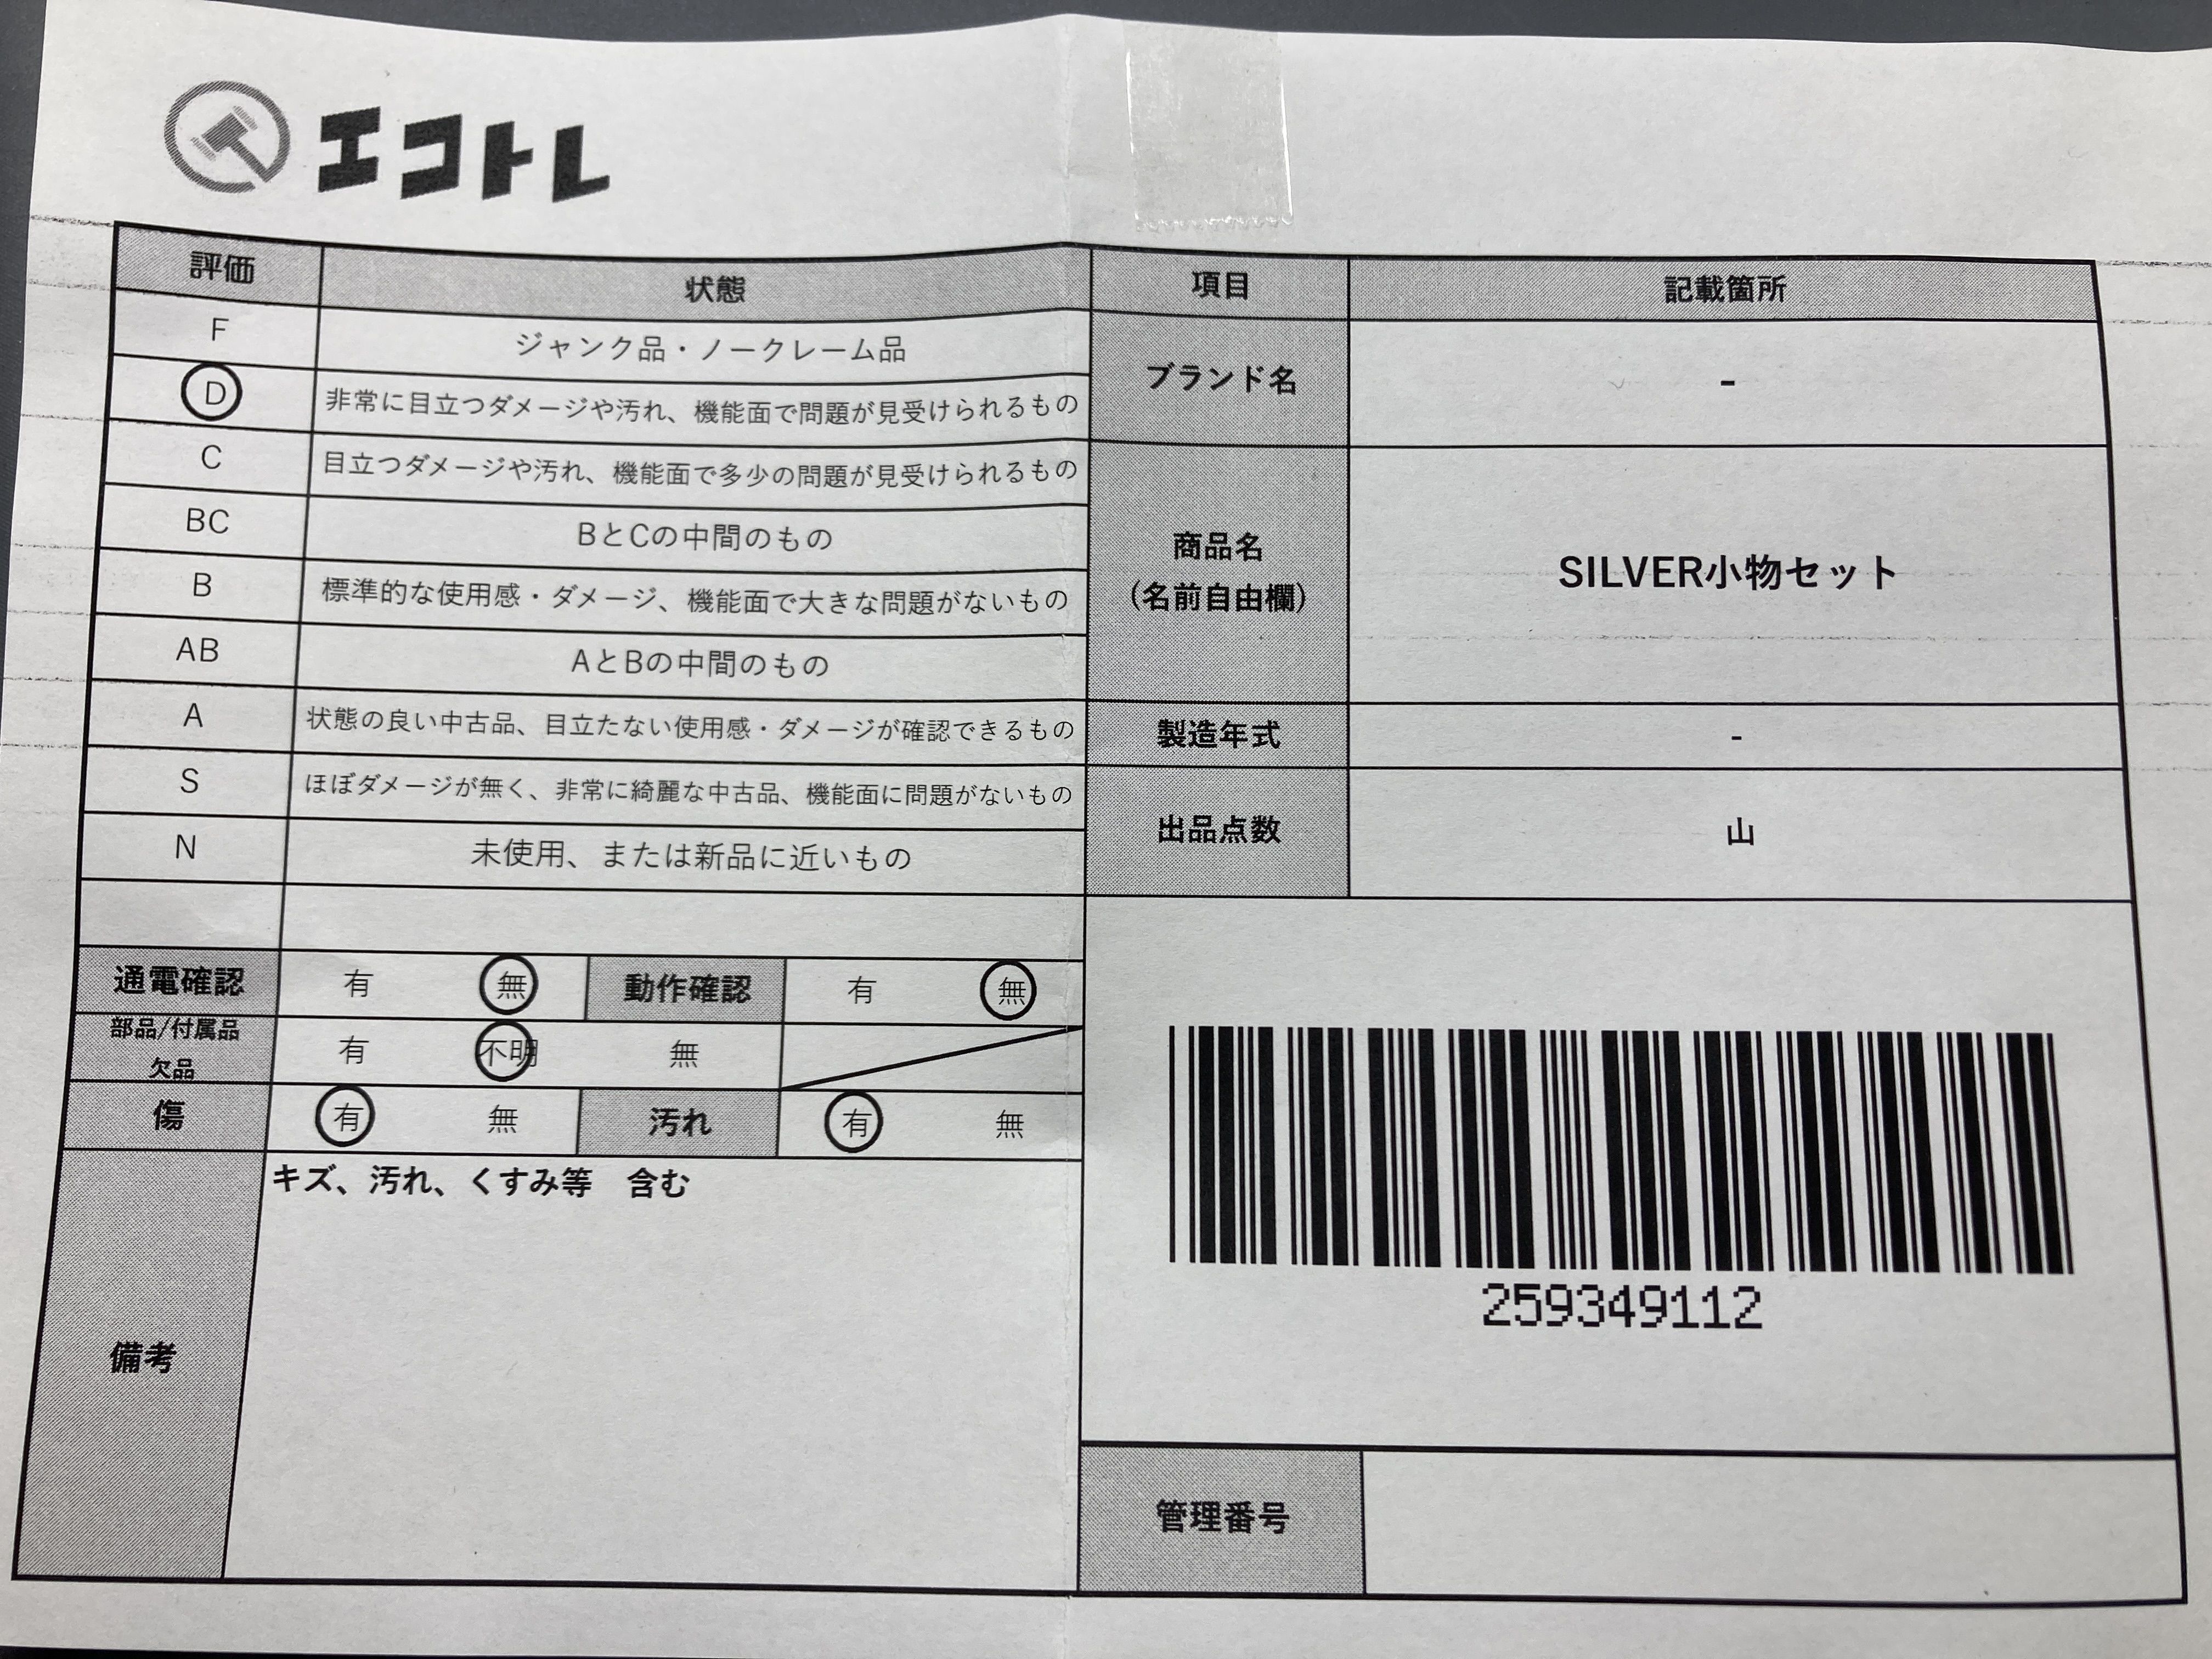 エコトレ
評価 状態
F ジャンク品・ノークレーム品
D 非常に目立つダメージや汚れ、機能面で問題が見受けられるもの
C 目立つダメージや汚れ、機能面で多少の問題が見受けられるもの
BC BとCの中間のもの
B 標準的な使用感・ダメージ、機能面で大きな問題がないもの
AB AとBの中間のもの
A 状態の良い中古品、目立たない使用感・ダメージが確認できるもの
S ほぼダメージが無く、非常に綺麗な中古品、機能面に問題がないもの
N 未使用、または新品に近いもの
通電確認 有 無 動作確認 有 無
部品/付属品
欠品 有 不明 無
傷 有 無 汚れ 有 無
備考 キズ、汚れ、くすみ等 含む
項目 記載箇所
ブランド名 -
商品名
(名前自由欄) SILVER小物セット
製造年式 -
出品点数 山
259349112
管理番号